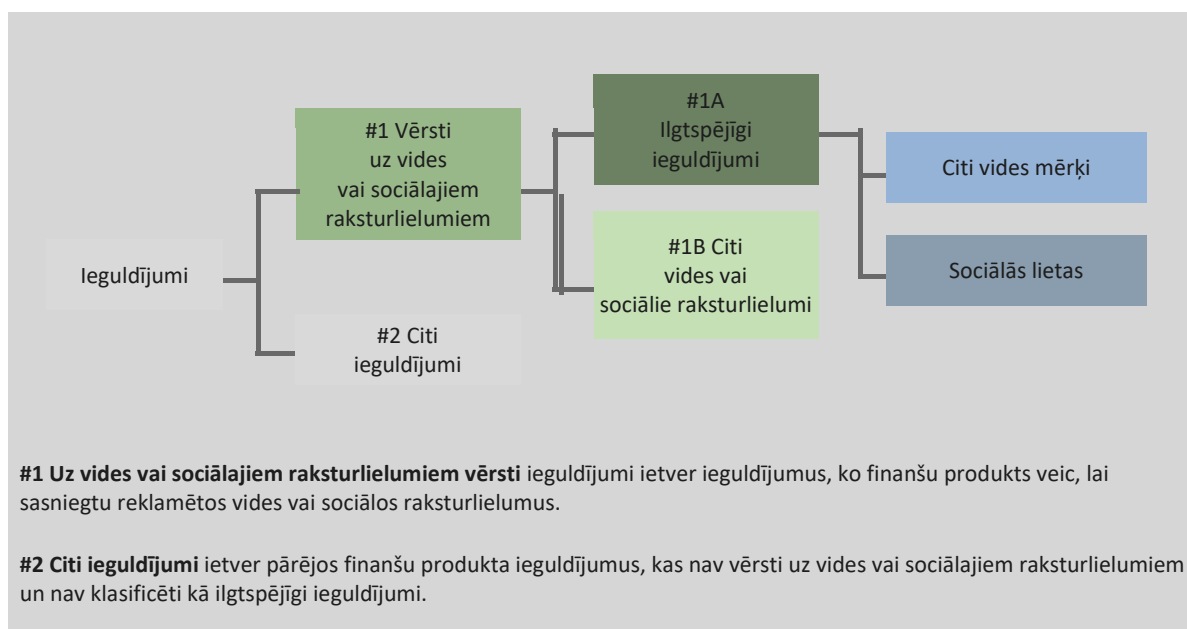 #1 Vērsti
uz vides
vai sociālajiem
raksturlielumiem
#1A
Ilgtspējīgi
ieguldījumi
Citi vides mērķi
#1B Citi
vides vai
sociālie raksturlielumi
Sociālās lietas
Ieguldījumi
#2 Citi
ieguldījumi
#1 Uz vides vai sociālajiem raksturlielumiem vērsti ieguldījumi ietver ieguldījumus, ko finanšu produkts veic, lai
sasniegtu reklamētos vides vai sociālos raksturlielumus.
#2 Citi ieguldījumi ietver pārējos finanšu produkta ieguldījumus, kas nav vērsti uz vides vai sociālajiem raksturlielumiem
un nav klasificēti kā ilgtspējīgi ieguldījumi.